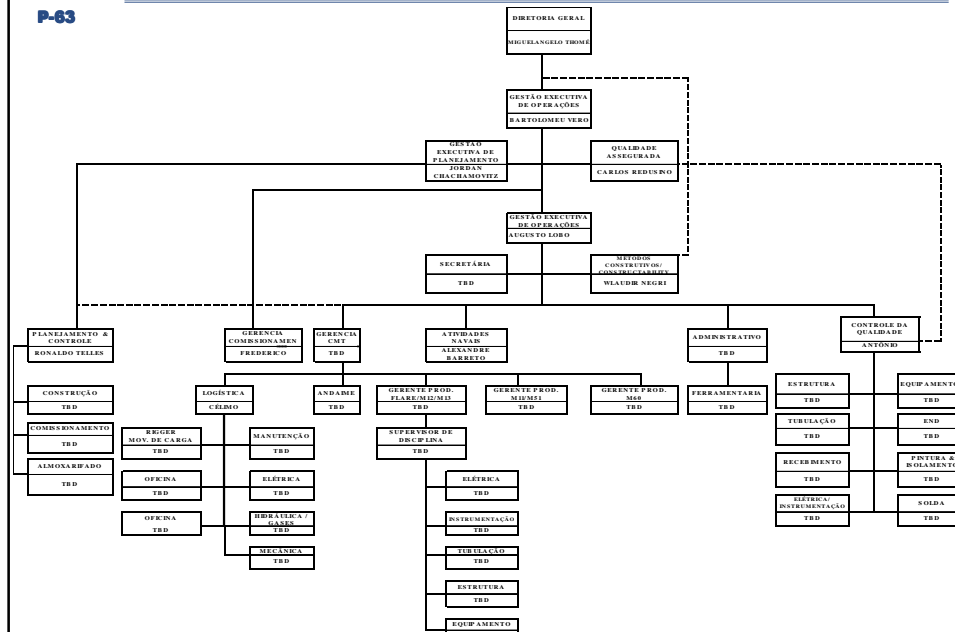 P-63
DIRETORIA GERAL
MIGUELANGELO THOMÉ
GESTÃO EXECUTIVA
DE OPERAÇÕES
BARTOLOMEU VERO
GESTÃO
EXECUTIVA DE
PLANEJAMENTO
JORDAN
CHACHAMOVITZ
QUALIDADE
ASSEGURADA
CARLOS REDUSINO
GESTÃO EXECUTIVA
DE OPERAÇÕES
AUGUSTO LOBO
SECRETÁRIA
TBD
MÉTODOS
CONSTRUTIVOS/
CONSTRUCTABILITY
WLAUDIR NEGRI
PLANEJAMENTO &
CONTROLE
RONALDO TELLES
GERENCIA
COMISSIONAMEN
FREDERICO
GERENCIA
CMT
TBD
ATIVIDADES
NAVAIS
ALEXANDRE
BARRETO
ADMINISTRATIVO
TBD
CONTROLE DA
QUALIDADE
ANTÔNIO
CONSTRUÇÃO
TBD
COMISSIONAMENTO
TBD
ALMOXARIFADO
TBD
LOGÍSTICA
CÉLIMO
ANDAIME
TBD
GERENTE PROD.
FLARE/M12/M13
TBD
GERENTE PROD.
M11/M51
TBD
GERENTE PROD.
M60
TBD
FERRAMENTARIA
TBD
RIGGER
MOV. DE CARGA
TBD
MANUTENÇÃO
TBD
OFICINA
TBD
ELÉTRICA
TBD
OFICINA
TBD
HIDRÁULICA /
GASES
TBD
MECÂNICA
TBD
SUPERVISOR DE
DISCIPLINA
TBD
ELÉTRICA
TBD
INSTRUMENTAÇÃO
TBD
TUBULAÇÃO
TBD
ESTRUTURA
TBD
EQUIPAMENTO
ESTRUTURA
TBD
EQUIPAMENTO
TBD
TUBULAÇÃO
TBD
END
TBD
RECEBIMENTO
TBD
PINTURA &
ISOLAMENTO
TBD
ELÉTRICA/
INSTRUMENTAÇÃO
TBD
SOLDA
TBD